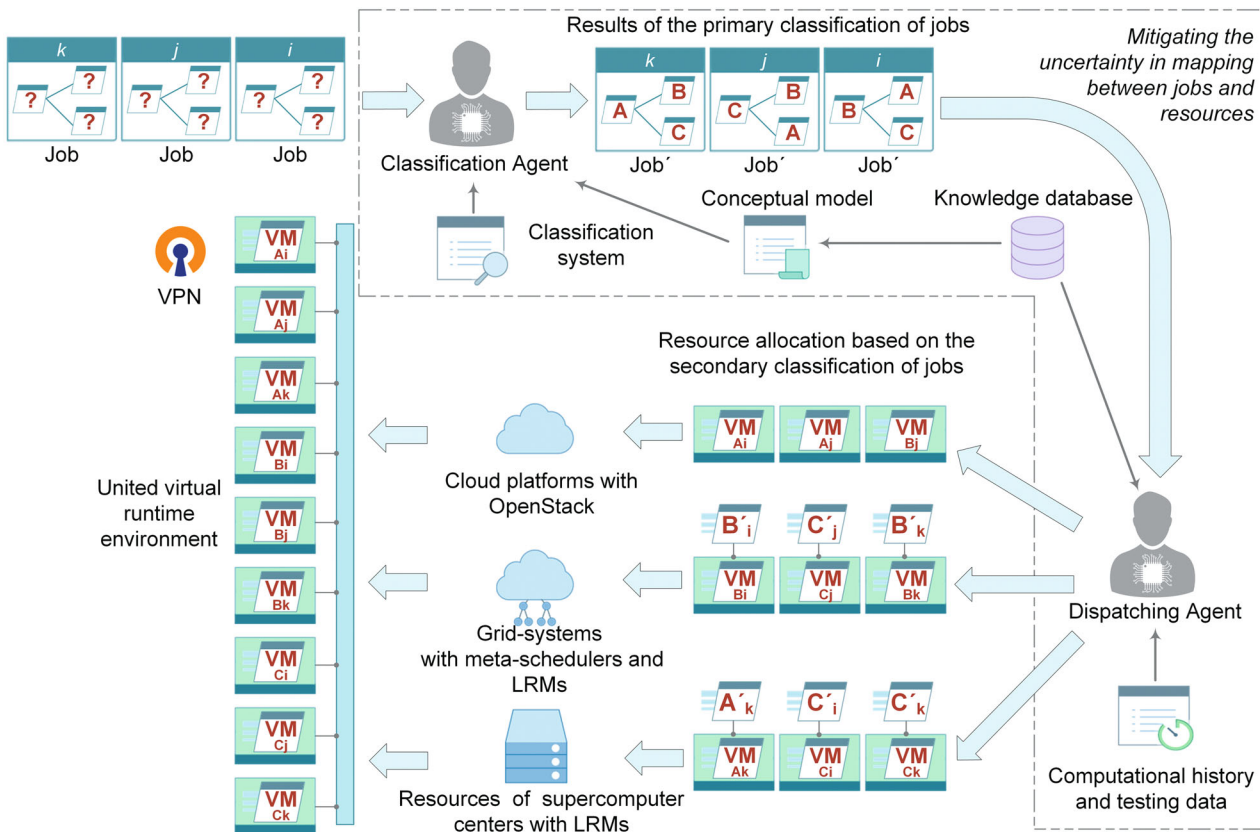 Results of the primary classification of jobs
Mitigating the
uncertainty in mapping
between jobs and
resources
k
j
i
?
?
?
?
?
?
?
?
?
Job
Job
Job
Classification Agent
k
j
i
A
B
C
C
B
A
B
A
C
Job´
Job´
Job´
Classification
system
Conceptual model
Knowledge database
VPN
United virtual
runtime
environment
VM
Ai
VM
Aj
VM
Ak
VM
Bi
VM
Bj
VM
Bk
VM
Ci
VM
Cj
VM
Ck
Resource allocation based on the
secondary classification of jobs
Cloud platforms with
OpenStack
VM
Ai
VM
Aj
VM
Bj
Grid-systems
with meta-schedulers and
LRMs
B´i
C´j
B´k
VM
Bi
VM
Cj
VM
Bk
Resources of supercomputer
centers with LRMs
A´k
C´i
C´k
VM
Ak
VM
Ci
VM
Ck
Dispatching Agent
Computational history
and testing data